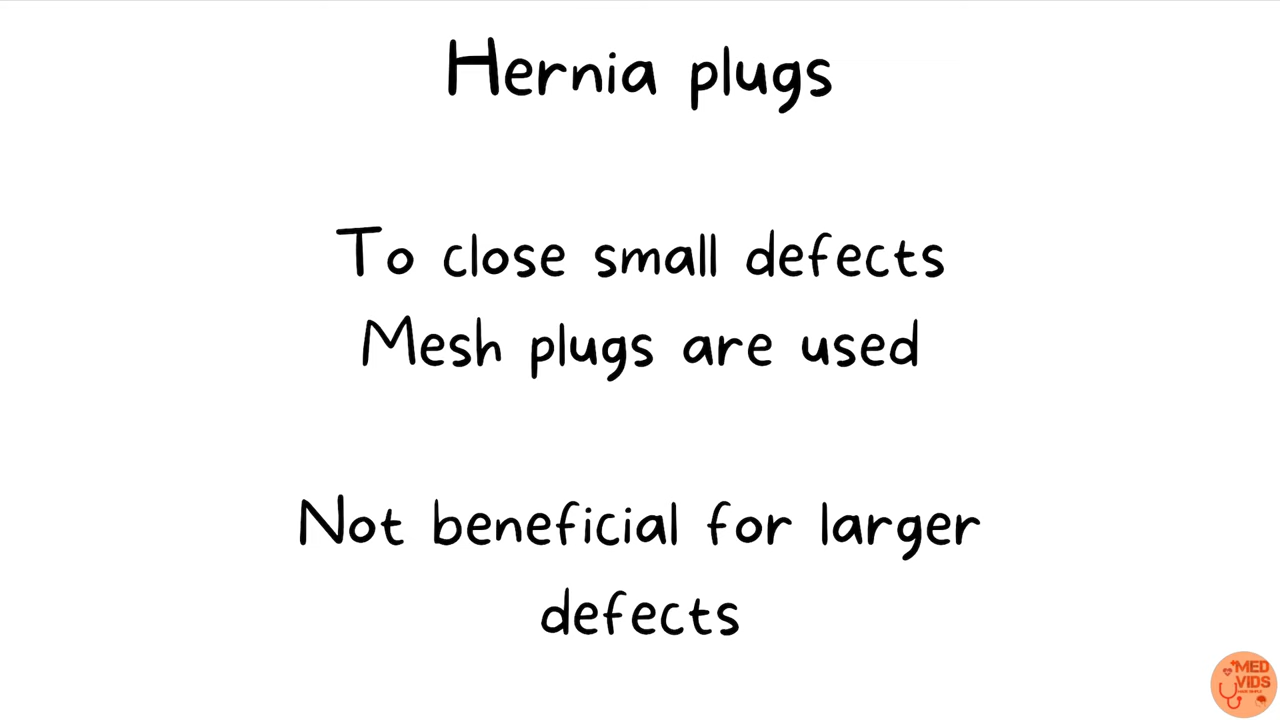 Hernia plugs
To close small defects
Mesh plugs are used
Not beneficial for larger
defects
MED
VIDS